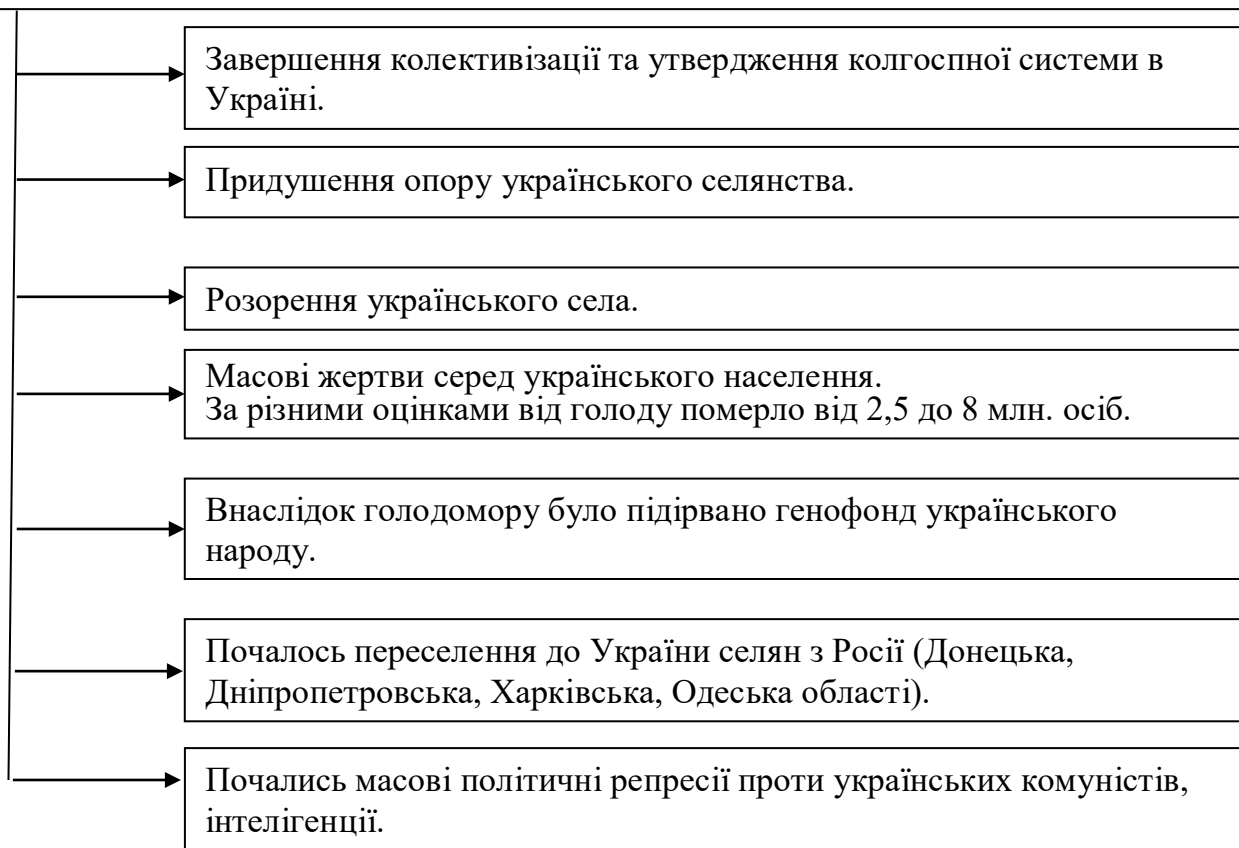 Завершення колективізації та утвердження колгоспної системи в
Україні.
Придушення опору українського селянства.
Розорення українського села.
Масові жертви серед українського населення.
За різними оцінками від голоду померло від 2,5 до 8 млн. осіб.
Внаслідок голодомору було підірвано генофонд українського
народу.
Почалось переселення до України селян з Росії (Донецька,
Дніпропетровська, Харківська, Одеська області).
Почались масові політичні репресії проти українських комуністів,
інтелігенції.